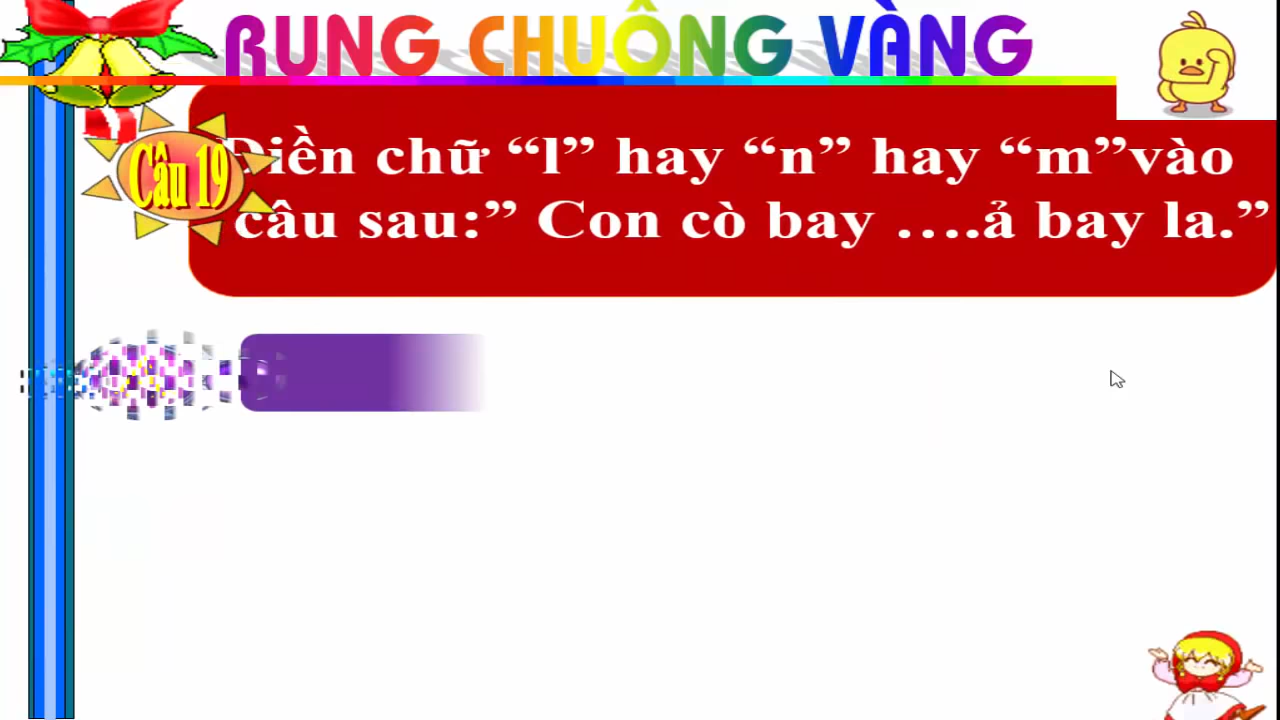 RUNG CHUÔNG VÀNG
Câu 19
Điền chữ “l” hay “n” hay “m”vào
câu sau:” Con cò bay ….ả bay la.”